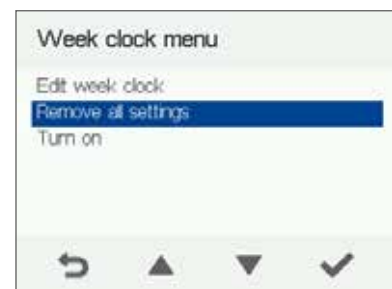 Week clock menu
Edit week clock
Remove all settings
Turn on